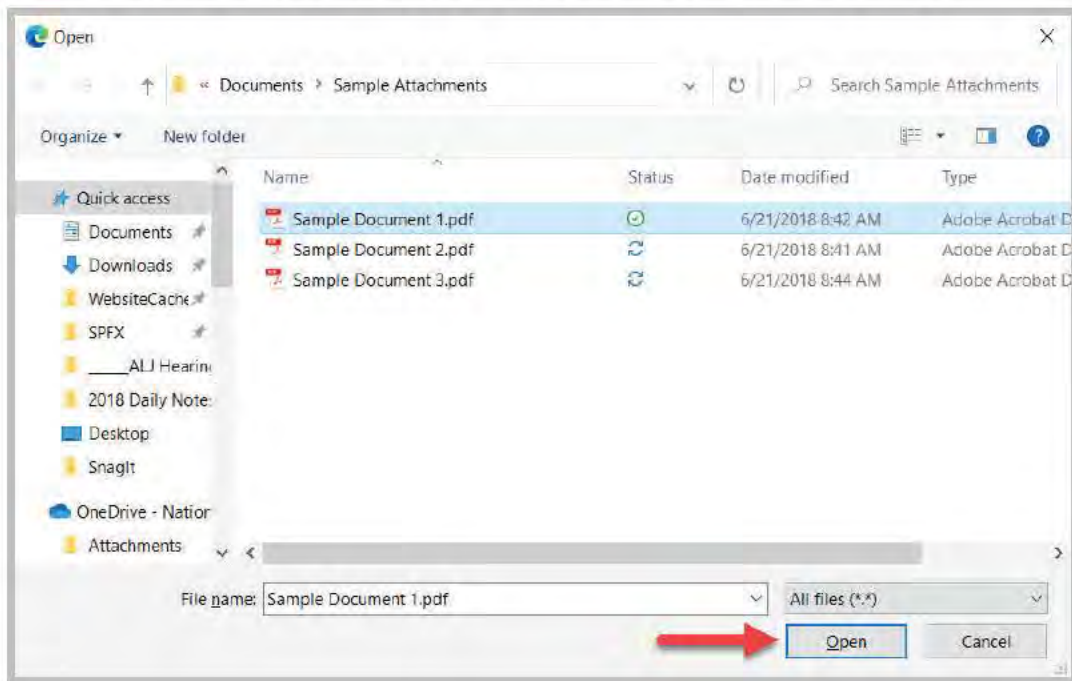 Open
« Documents > Sample Attachments
Search Sample Attachments
Organize
New folder
Name Status Date modified Type
Quick access
Documents
Downloads
WebsiteCache
SPFX
_____ALJ Hearin
2018 Daily Note
Desktop
SnagIt
OneDrive - Nation
Attachments
Sample Document 1.pdf 6/21/2018 8:42 AM Adobe Acrobat D
Sample Document 2.pdf 6/21/2018 8:41 AM Adobe Acrobat D
Sample Document 3.pdf 6/21/2018 8:44 AM Adobe Acrobat D
File name: Sample Document 1.pdf
All files (*.*)
Open Cancel